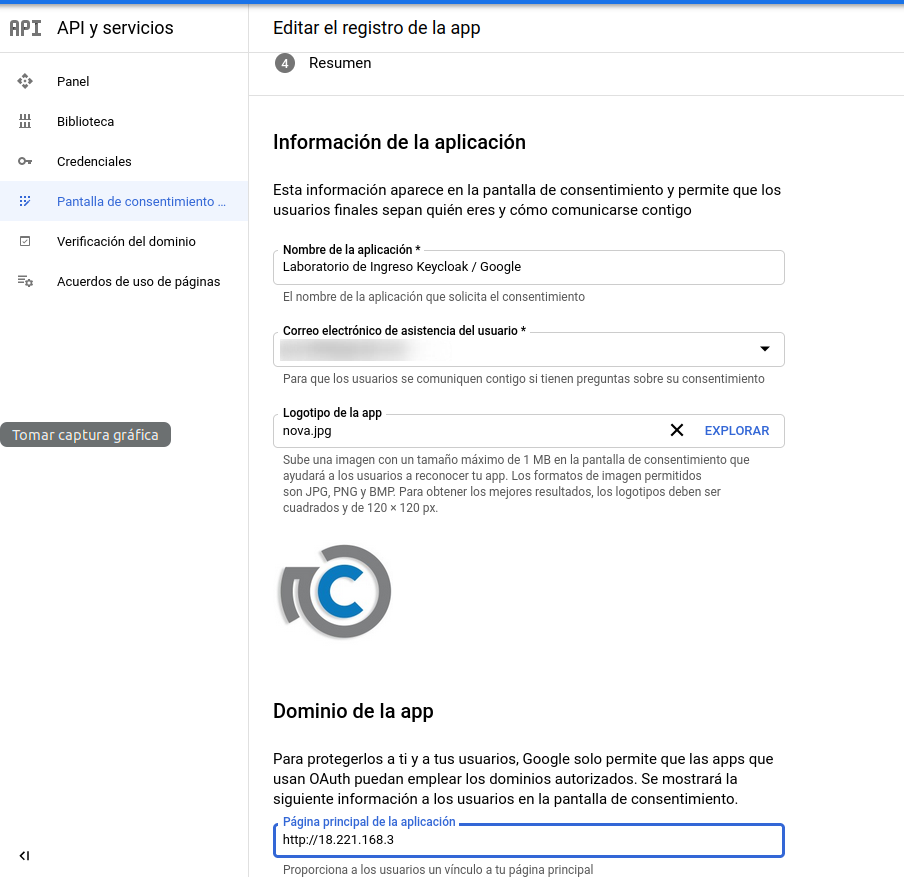 API API y servicios
Editar el registro de la app
Panel
Biblioteca
Credenciales
Pantalla de consentimiento ...
Verificación del dominio
Acuerdos de uso de páginas
Tomar captura gráfica
4 Resumen
Información de la aplicación
Esta información aparece en la pantalla de consentimiento y permite que los
usuarios finales sepan quién eres y cómo comunicarse contigo
Nombre de la aplicación *
Laboratorio de Ingreso Keycloak / Google
El nombre de la aplicación que solicita el consentimiento
Correo electrónico de asistencia del usuario *
Para que los usuarios se comuniquen contigo si tienen preguntas sobre su consentimiento
Logotipo de la app
nova.jpg
EXPLORAR
Sube una imagen con un tamaño máximo de 1 MB en la pantalla de consentimiento que
ayudará a los usuarios a reconocer tu app. Los formatos de imagen permitidos
son JPG, PNG y BMP. Para obtener los mejores resultados, los logotipos deben ser
cuadrados y de 120 × 120 px.
C
Dominio de la app
Para protegerlos a ti y a tus usuarios, Google solo permite que las apps que
usan OAuth puedan emplear los dominios autorizados. Se mostrará la
siguiente información a los usuarios en la pantalla de consentimiento.
Página principal de la aplicación
http://18.221.168.3
Proporciona a los usuarios un vínculo a tu página principal